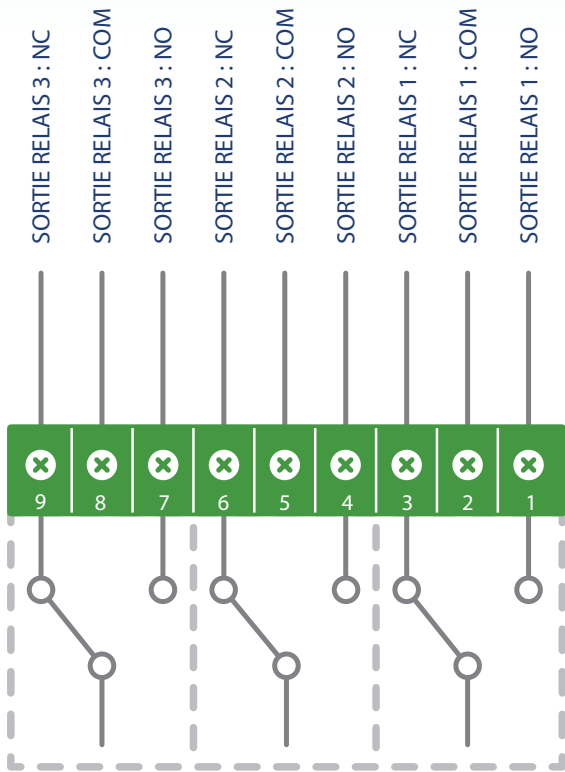 SORTIE RELAIS 3 : NC
SORTIE RELAIS 3 : COM
SORTIE RELAIS 3 : NO
SORTIE RELAIS 2 : NC
SORTIE RELAIS 2 : COM
SORTIE RELAIS 2 : NO
SORTIE RELAIS 1 : NC
SORTIE RELAIS 1 : COM
SORTIE RELAIS 1 : NO
9 8 7 6 5 4 3 2 1